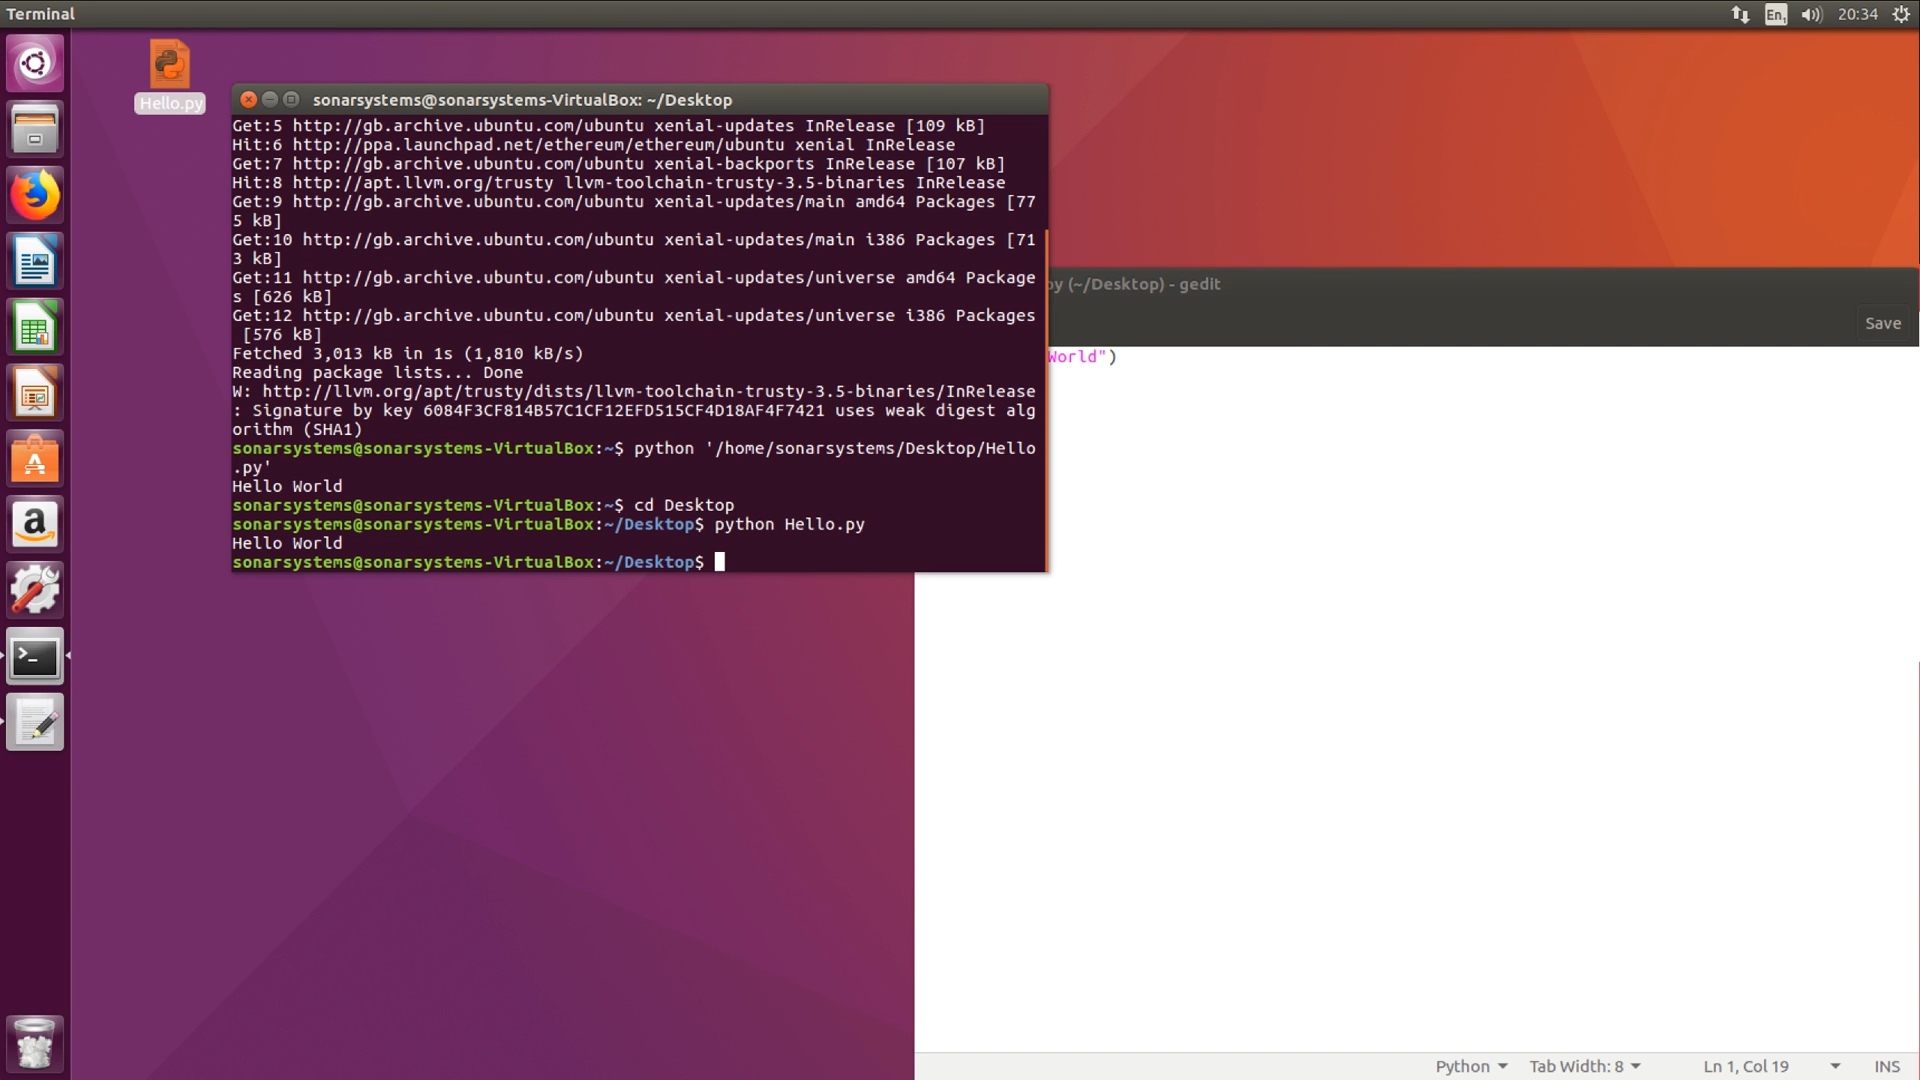 Terminal
En1
20:34
Hello.py
sonarsystems@sonarsystems-VirtualBox: ~/Desktop
Get:5 http://gb.archive.ubuntu.com/ubuntu xenial-updates InRelease [109 kB]
Hit:6 http://ppa.launchpad.net/ethereum/ethereum/ubuntu xenial InRelease
Get:7 http://gb.archive.ubuntu.com/ubuntu xenial-backports InRelease [107 kB]
Hit:8 http://apt.llvm.org/trusty llvm-toolchain-trusty-3.5-binaries InRelease
Get:9 http://gb.archive.ubuntu.com/ubuntu xenial-updates/main amd64 Packages [77
5 kB]
Get:10 http://gb.archive.ubuntu.com/ubuntu xenial-updates/main i386 Packages [71
3 kB]
Get:11 http://gb.archive.ubuntu.com/ubuntu xenial-updates/universe amd64 Package
s [626 kB]
Get:12 http://gb.archive.ubuntu.com/ubuntu xenial-updates/universe i386 Packages
 [576 kB]
Fetched 3,013 kB in 1s (1,810 kB/s)
Reading package lists... Done
W: http://llvm.org/apt/trusty/dists/llvm-toolchain-trusty-3.5-binaries/InRelease
: Signature by key 6084F3CF814B57C1CF12EFD515CF4D18AF4F7421 uses weak digest alg
orithm (SHA1)
sonarsystems@sonarsystems-VirtualBox:~$ python '/home/sonarsystems/Desktop/Hello
.py'
Hello World
sonarsystems@sonarsystems-VirtualBox:~$ cd Desktop
sonarsystems@sonarsystems-VirtualBox:~/Desktop$ python Hello.py
Hello World
sonarsystems@sonarsystems-VirtualBox:~/Desktop$
py (~/Desktop) - gedit
Save
World")
Python
Tab Width: 8
Ln 1, Col 19
INS